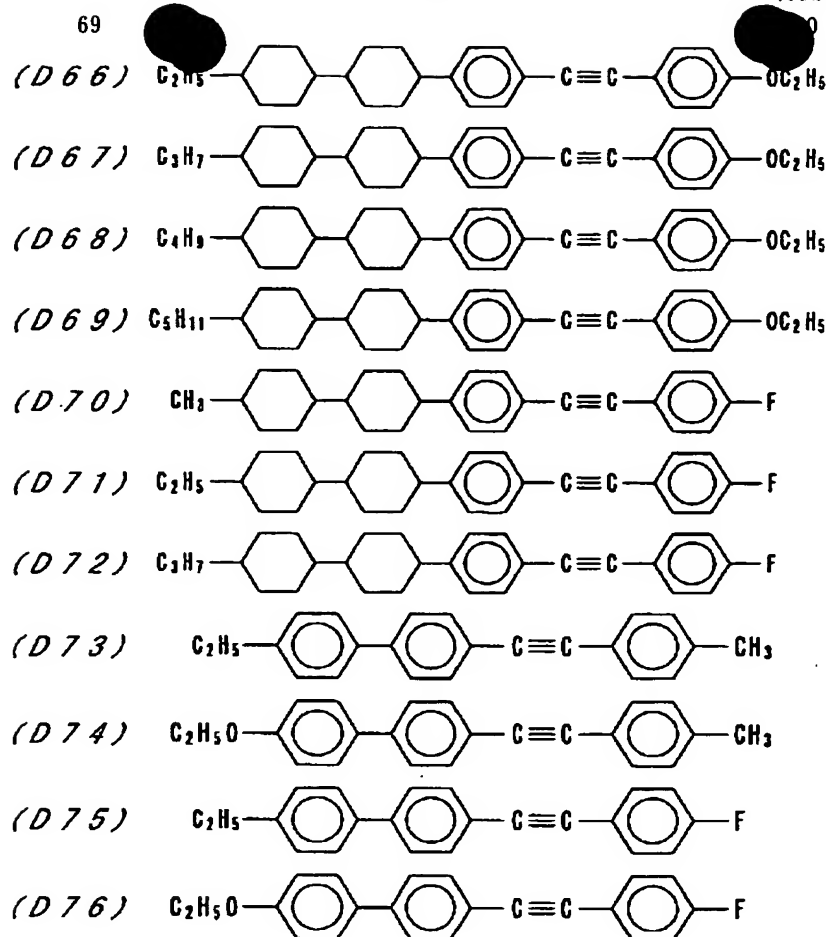 69 0
(D66) C₂H₅ C≡C OC₂H₅
(D67) C₃H₇ C≡C OC₂H₅
(D68) C₄H₉ C≡C OC₂H₅
(D69) C₅H₁₁ C≡C OC₂H₅
(D70) CH₃ C≡C F
(D71) C₂H₅ C≡C F
(D72) C₃H₇ C≡C F
(D73) C₂H₅ C≡C CH₃
(D74) C₂H₅O C≡C CH₃
(D75) C₂H₅ C≡C F
(D76) C₂H₅O C≡C F